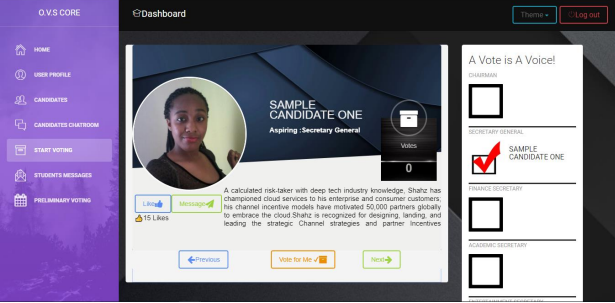 O.V.S CORE
Dashboard
Theme
Log out
HOME
USER PROFILE
CANDIDATES
CANDIDATES CHATROOM
START VOTING
STUDENTS MESSAGES
PRELIMINARY VOTING
SAMPLE
CANDIDATE ONE
Aspiring :Secretary General
Votes
0
Like
Message
15 Likes
A calculated risk-taker with deep tech industry knowledge, Shahz has
championed cloud services to his enterprise and consumer customers;
his channel incentive models have motivated 50,000 partners globally
to embrace the cloud.Shahz is recognized for designing, landing, and
leading the strategic Channel strategies and partner Incentives
Previous
Vote for Me
Next
A Vote is A Voice!
CHAIRMAN
SECRETARY GENERAL
SAMPLE
CANDIDATE ONE
FINANCE SECRETARY
ACADEMIC SECRETARY